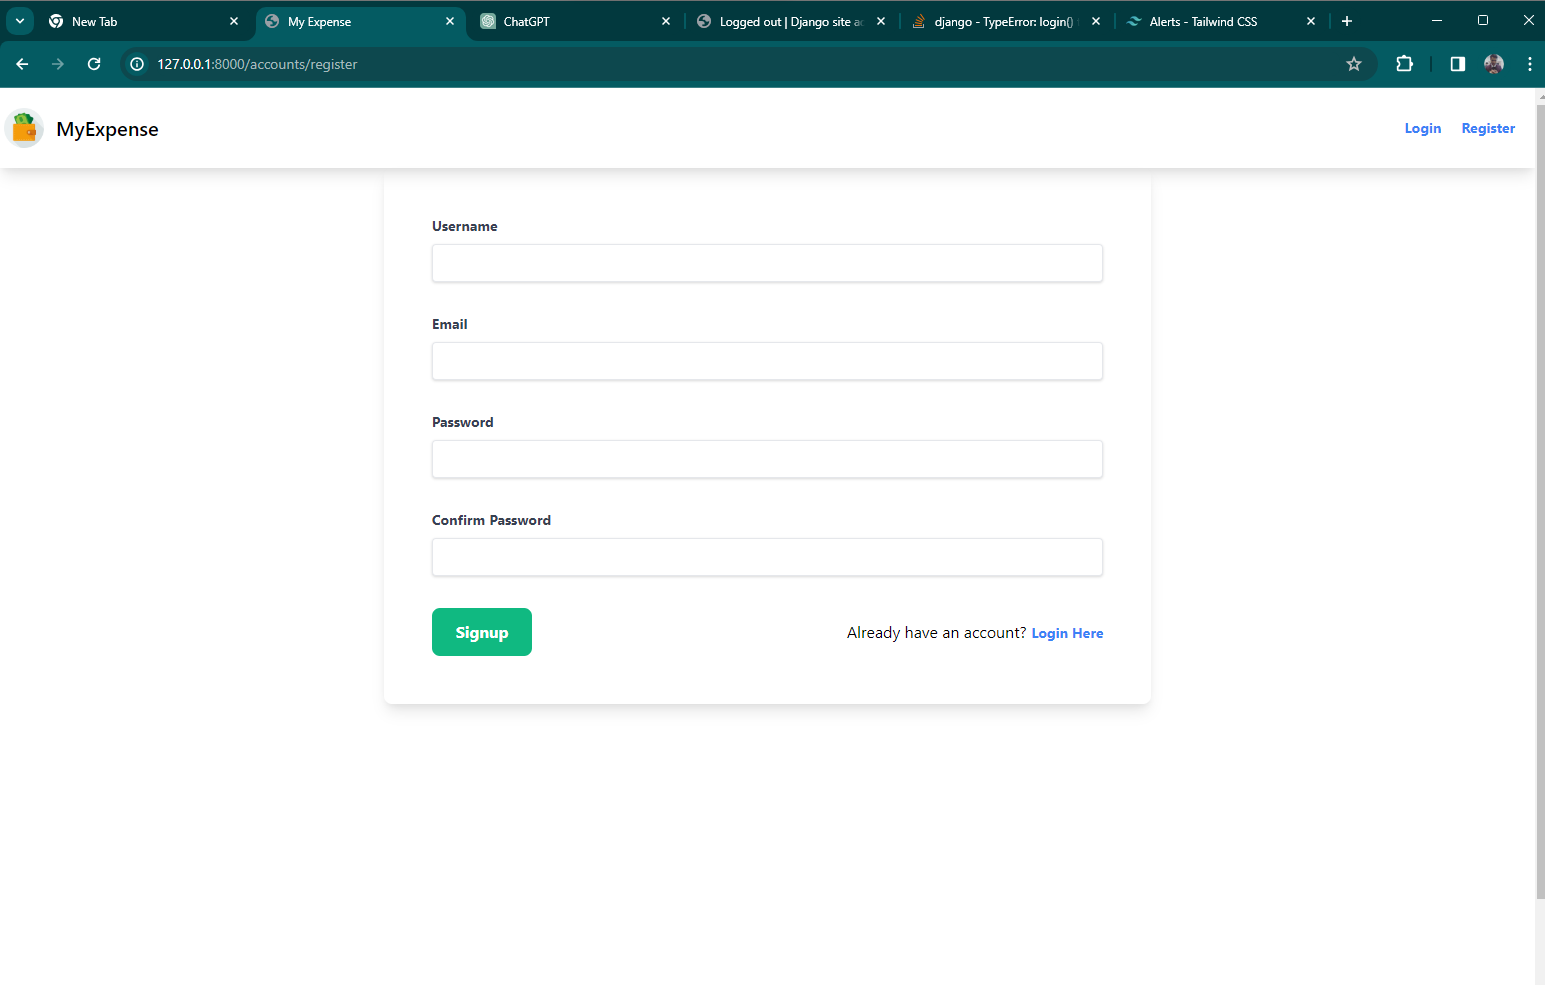 New Tab
My Expense
ChatGPT
Logged out | Django site
django - TypeError: login()
Alerts - Tailwind CSS
127.0.0.1:8000/accounts/register
MyExpense
Login
Register
Username
Email
Password
Confirm Password
Signup
Already have an account? Login Here